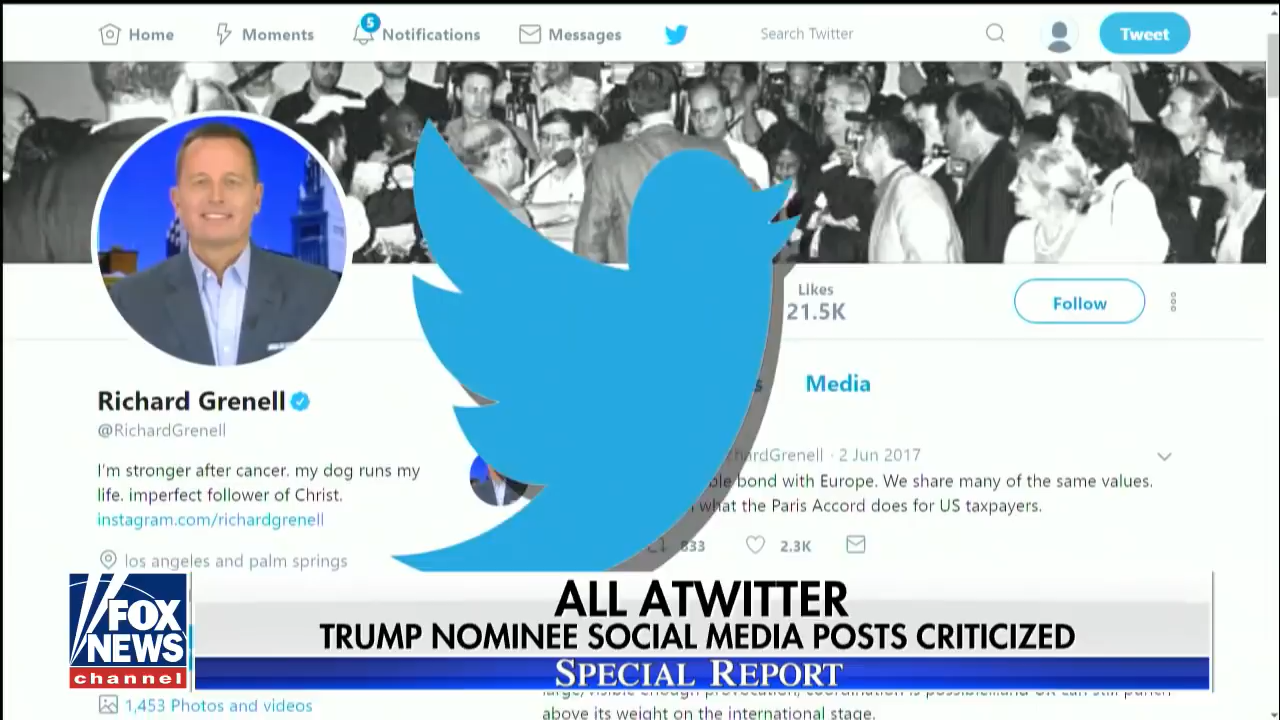 Home
Moments
5
Notifications
Messages
Search Twitter
Tweet
Likes
21.5K
Follow
Media
Richard Grenell
@RichardGrenell
I'm stronger after cancer. my dog runs my
life. imperfect follower of Christ.
instagram.com/richardgrenell
los angeles and palm springs
hardGrenell · 2 Jun 2017
bond with Europe. We share many of the same values.
what the Paris Accord does for US taxpayers.
833
2.3K
ALL ATWITTER
TRUMP NOMINEE SOCIAL MEDIA POSTS CRITICIZED
SPECIAL REPORT
FOX
NEWS
channel
1,453 Photos and videos
above its weight on the international stage.